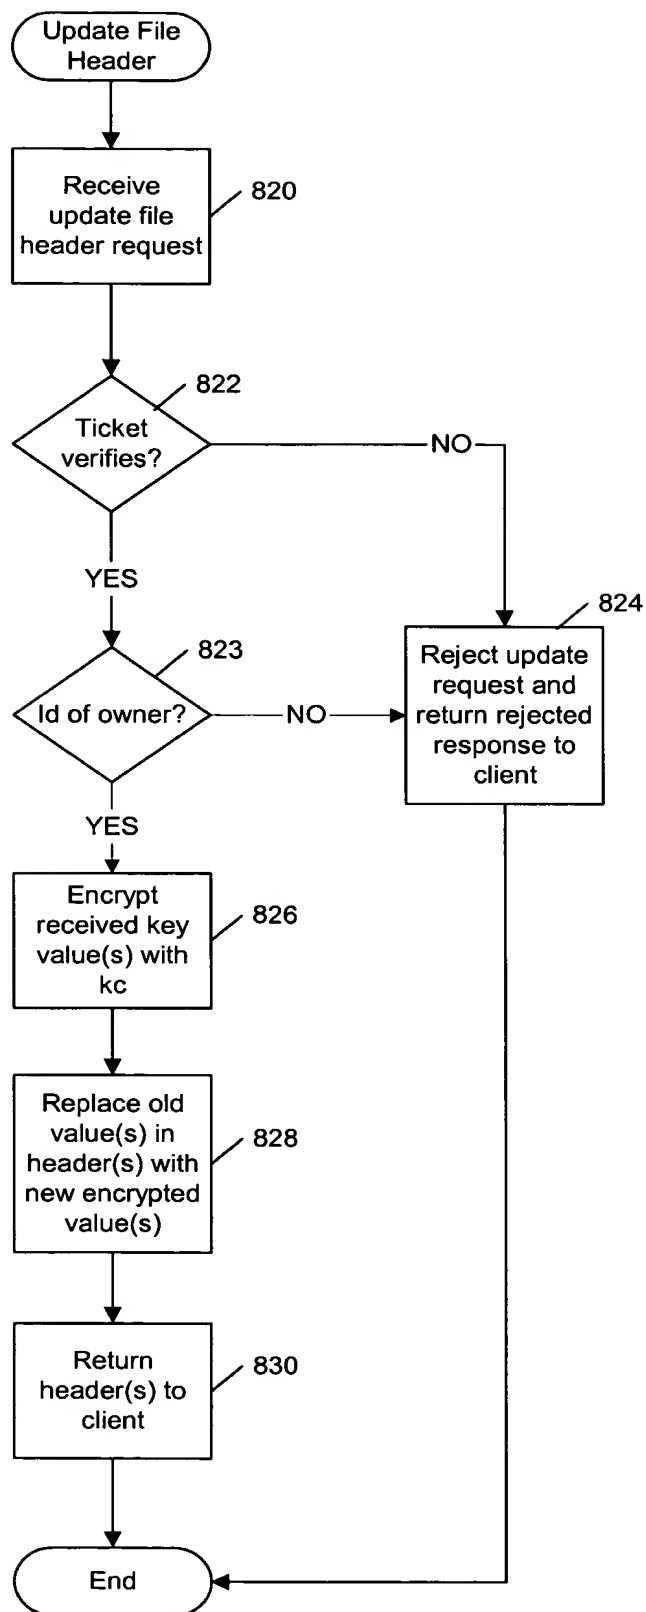 Update File
Header
Receive
update file
header request
820
822
Ticket
verifies?
NO
YES
823
Id of owner?
NO
824
Reject update
request and
return rejected
response to
client
YES
Encrypt
received key
value(s) with
kc
826
Replace old
value(s) in
header(s) with
new encrypted
value(s)
828
Return
header(s) to
client
830
End